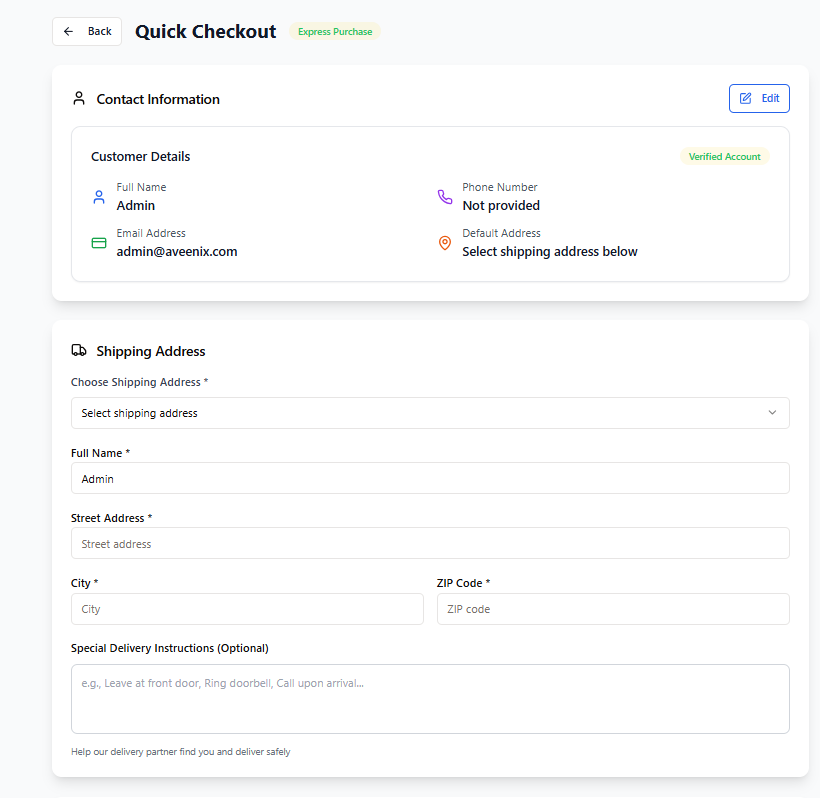 Back
Quick Checkout
Express Purchase
Contact Information
Edit
Customer Details
Verified Account
Full Name
Admin
Phone Number
Not provided
Email Address
admin@aveenix.com
Default Address
Select shipping address below
Shipping Address
Choose Shipping Address *
Select shipping address
Full Name *
Admin
Street Address *
Street address
City *
City
ZIP Code *
ZIP code
Special Delivery Instructions (Optional)
e.g., Leave at front door, Ring doorbell, Call upon arrival...
Help our delivery partner find you and deliver safely